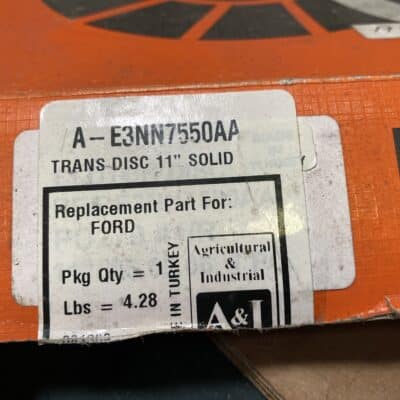 A-E3NN7550AA
TRANS DISC 11" SOLID
Replacement Part For:
FORD
Pkg Qty = 1
Lbs = 4.28
E IN TURKEY
Agricultural
&
Industrial
A&I